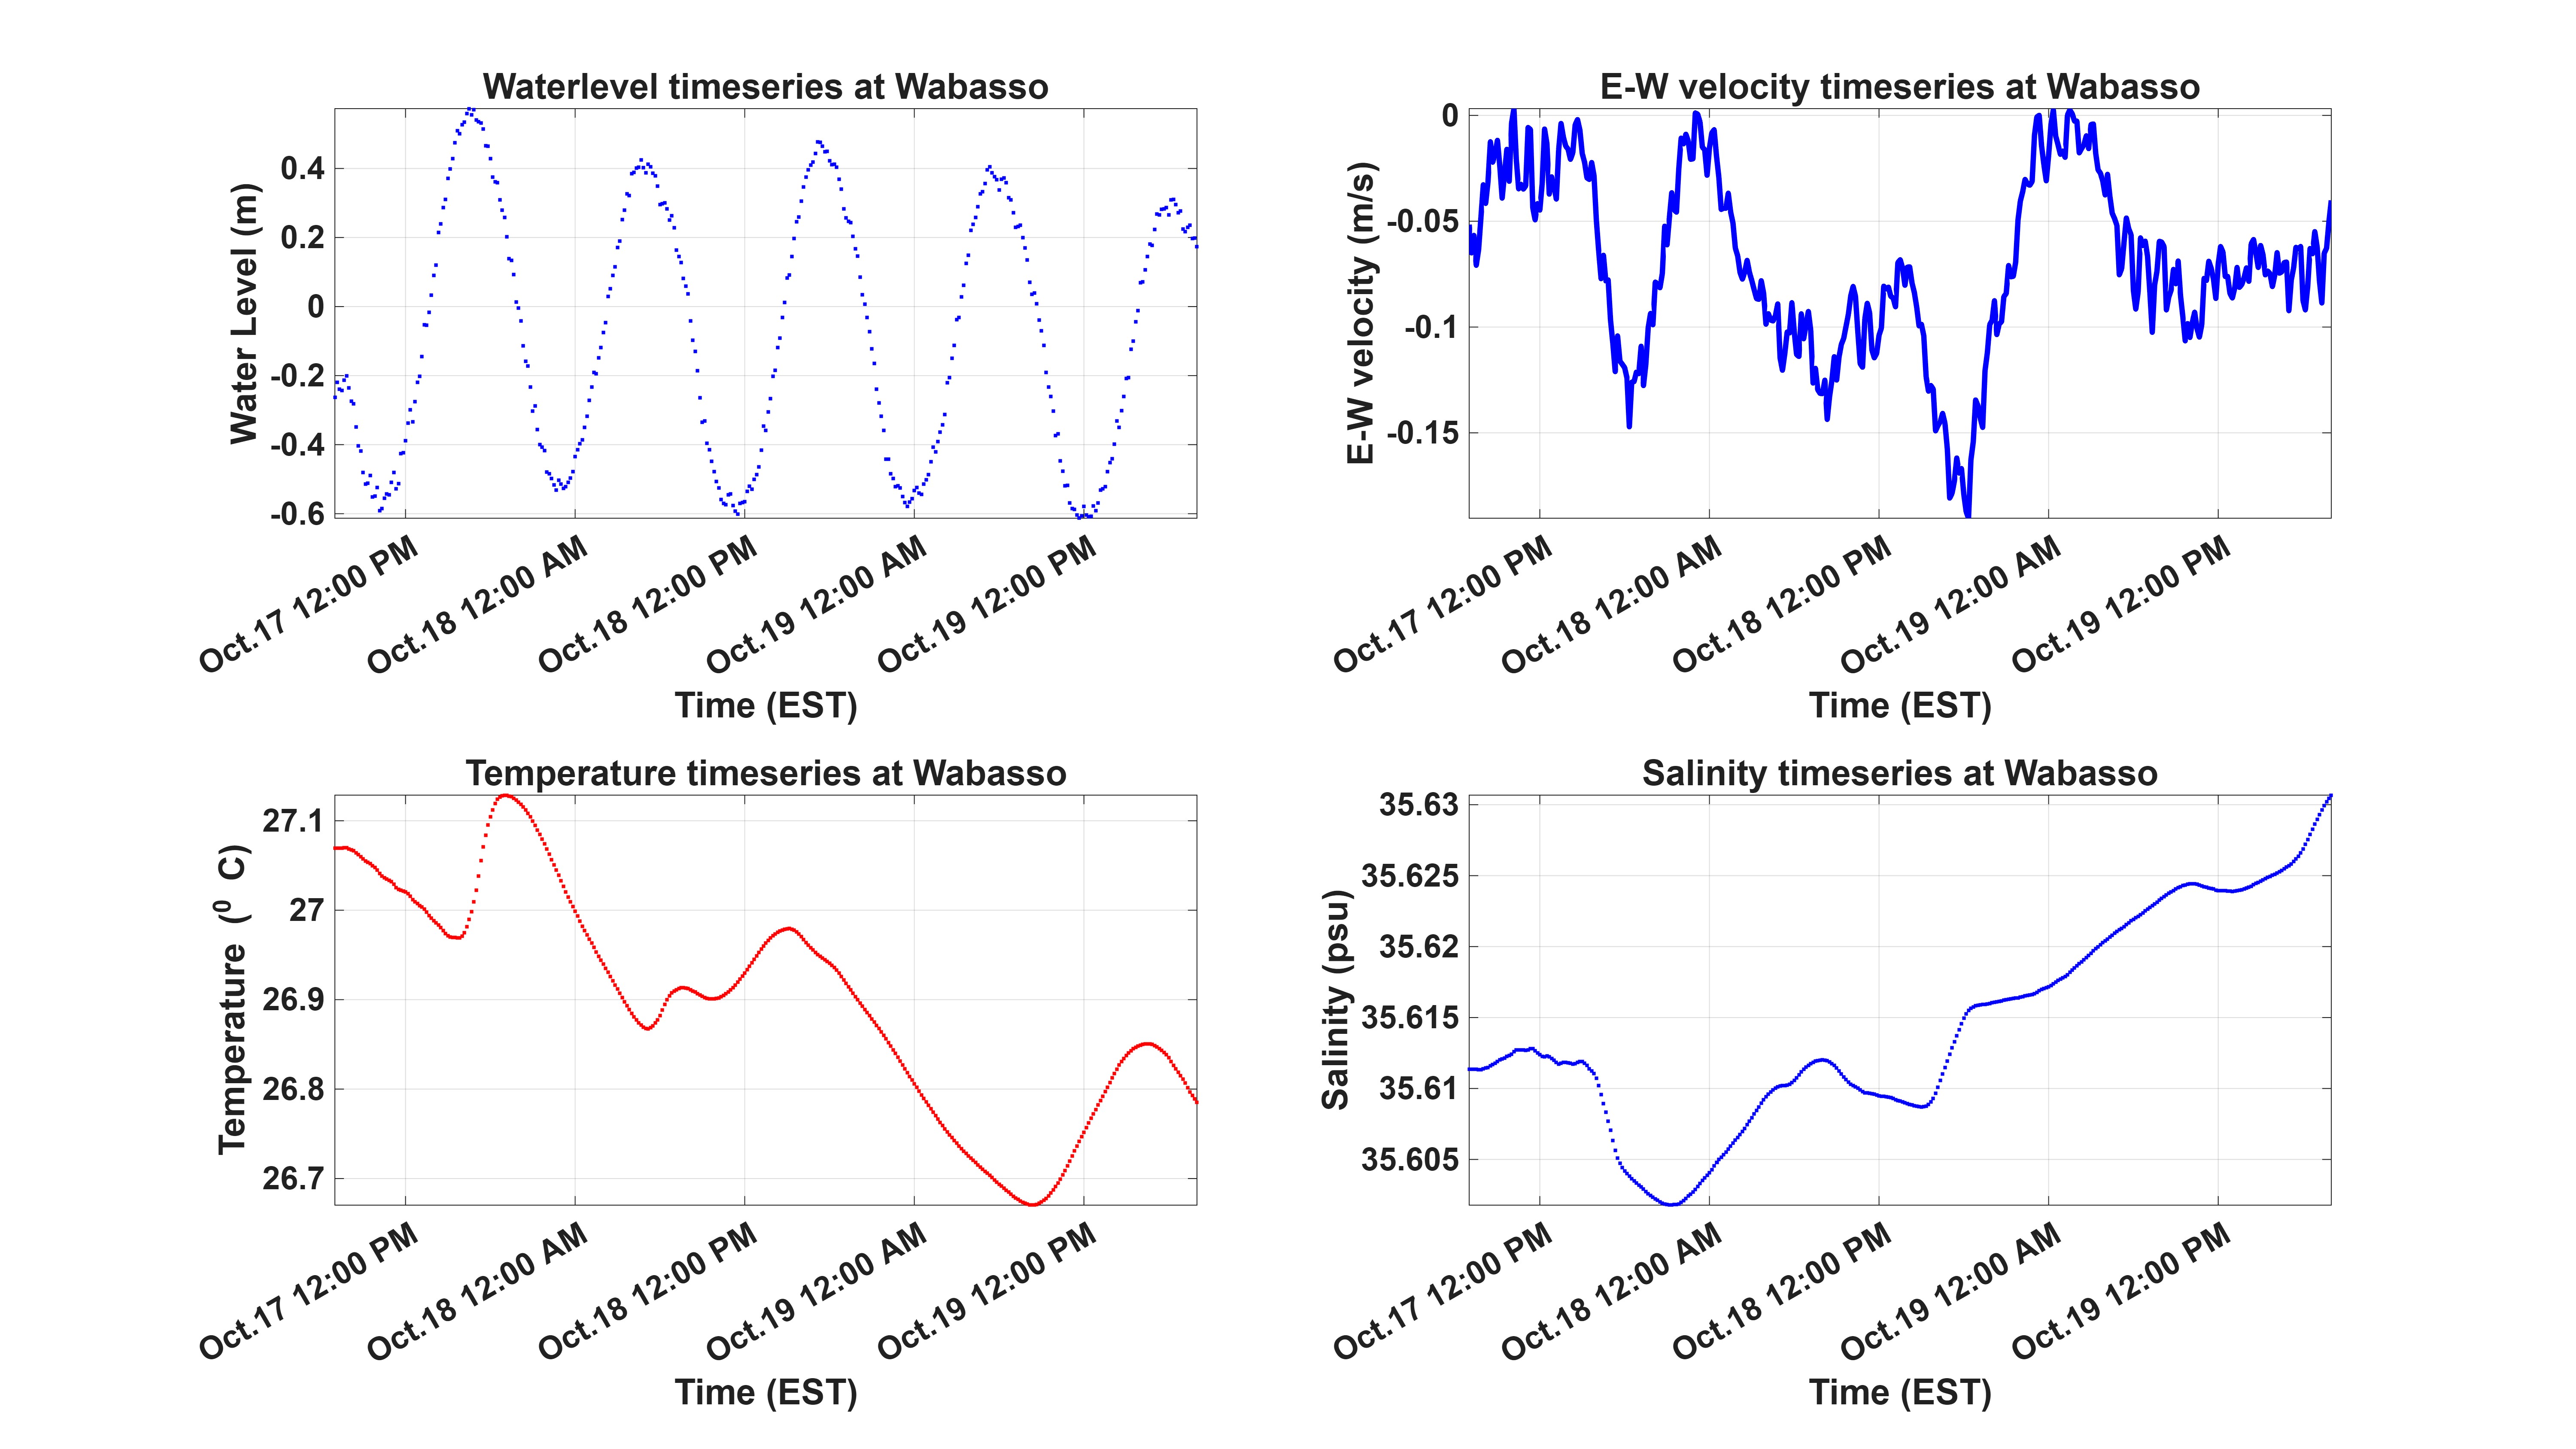 Waterlevel timeseries at Wabasso
Water Level (m)
0.4
0.2
0
-0.2
-0.4
-0.6
Oct.17 12:00 PM
Oct.18 12:00 AM
Oct.18 12:00 PM
Oct.19 12:00 AM
Oct.19 12:00 PM
Time (EST)
E-W velocity timeseries at Wabasso
E-W velocity (m/s)
0
-0.05
-0.1
-0.15
Oct.17 12:00 PM
Oct.18 12:00 AM
Oct.18 12:00 PM
Oct.19 12:00 AM
Oct.19 12:00 PM
Time (EST)
Temperature timeseries at Wabasso
Temperature (⁰ C)
27.1
27
26.9
26.8
26.7
Oct.17 12:00 PM
Oct.18 12:00 AM
Oct.18 12:00 PM
Oct.19 12:00 AM
Oct.19 12:00 PM
Time (EST)
Salinity timeseries at Wabasso
Salinity (psu)
35.63
35.625
35.62
35.615
35.61
35.605
Oct.17 12:00 PM
Oct.18 12:00 AM
Oct.18 12:00 PM
Oct.19 12:00 AM
Oct.19 12:00 PM
Time (EST)